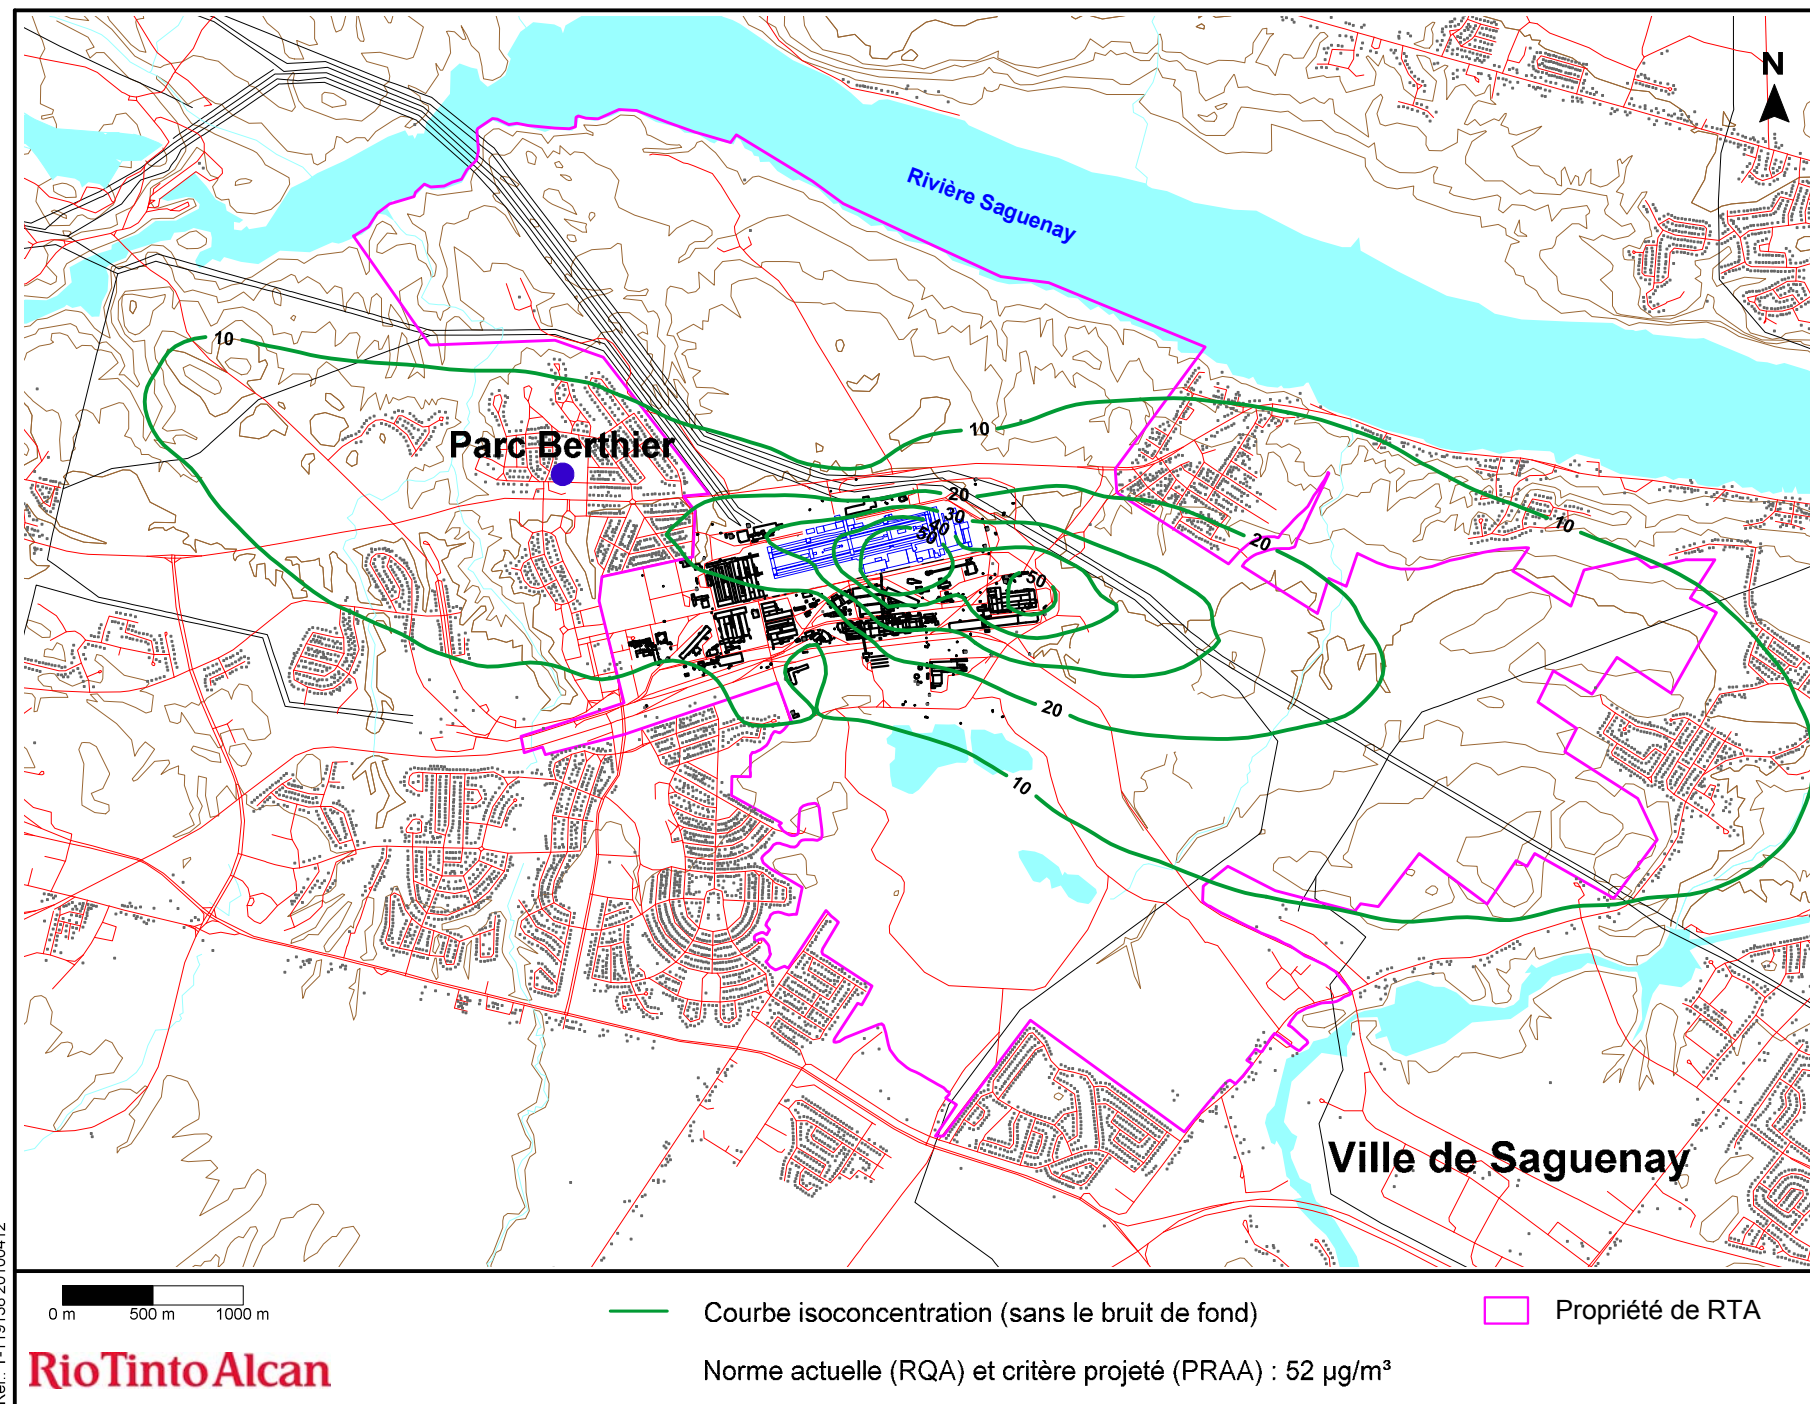 N
Rivière Saguenay
10
Parc Berthier
10
20
30
50
20
10
50
20
10
Ville de Saguenay
0 m 500 m 1000 m
Courbe isoconcentration (sans le bruit de fond)
Propriété de RTA
Norme actuelle (RQA) et critère projeté (PRAA) : 52 µg/m³
RioTinto Alcan